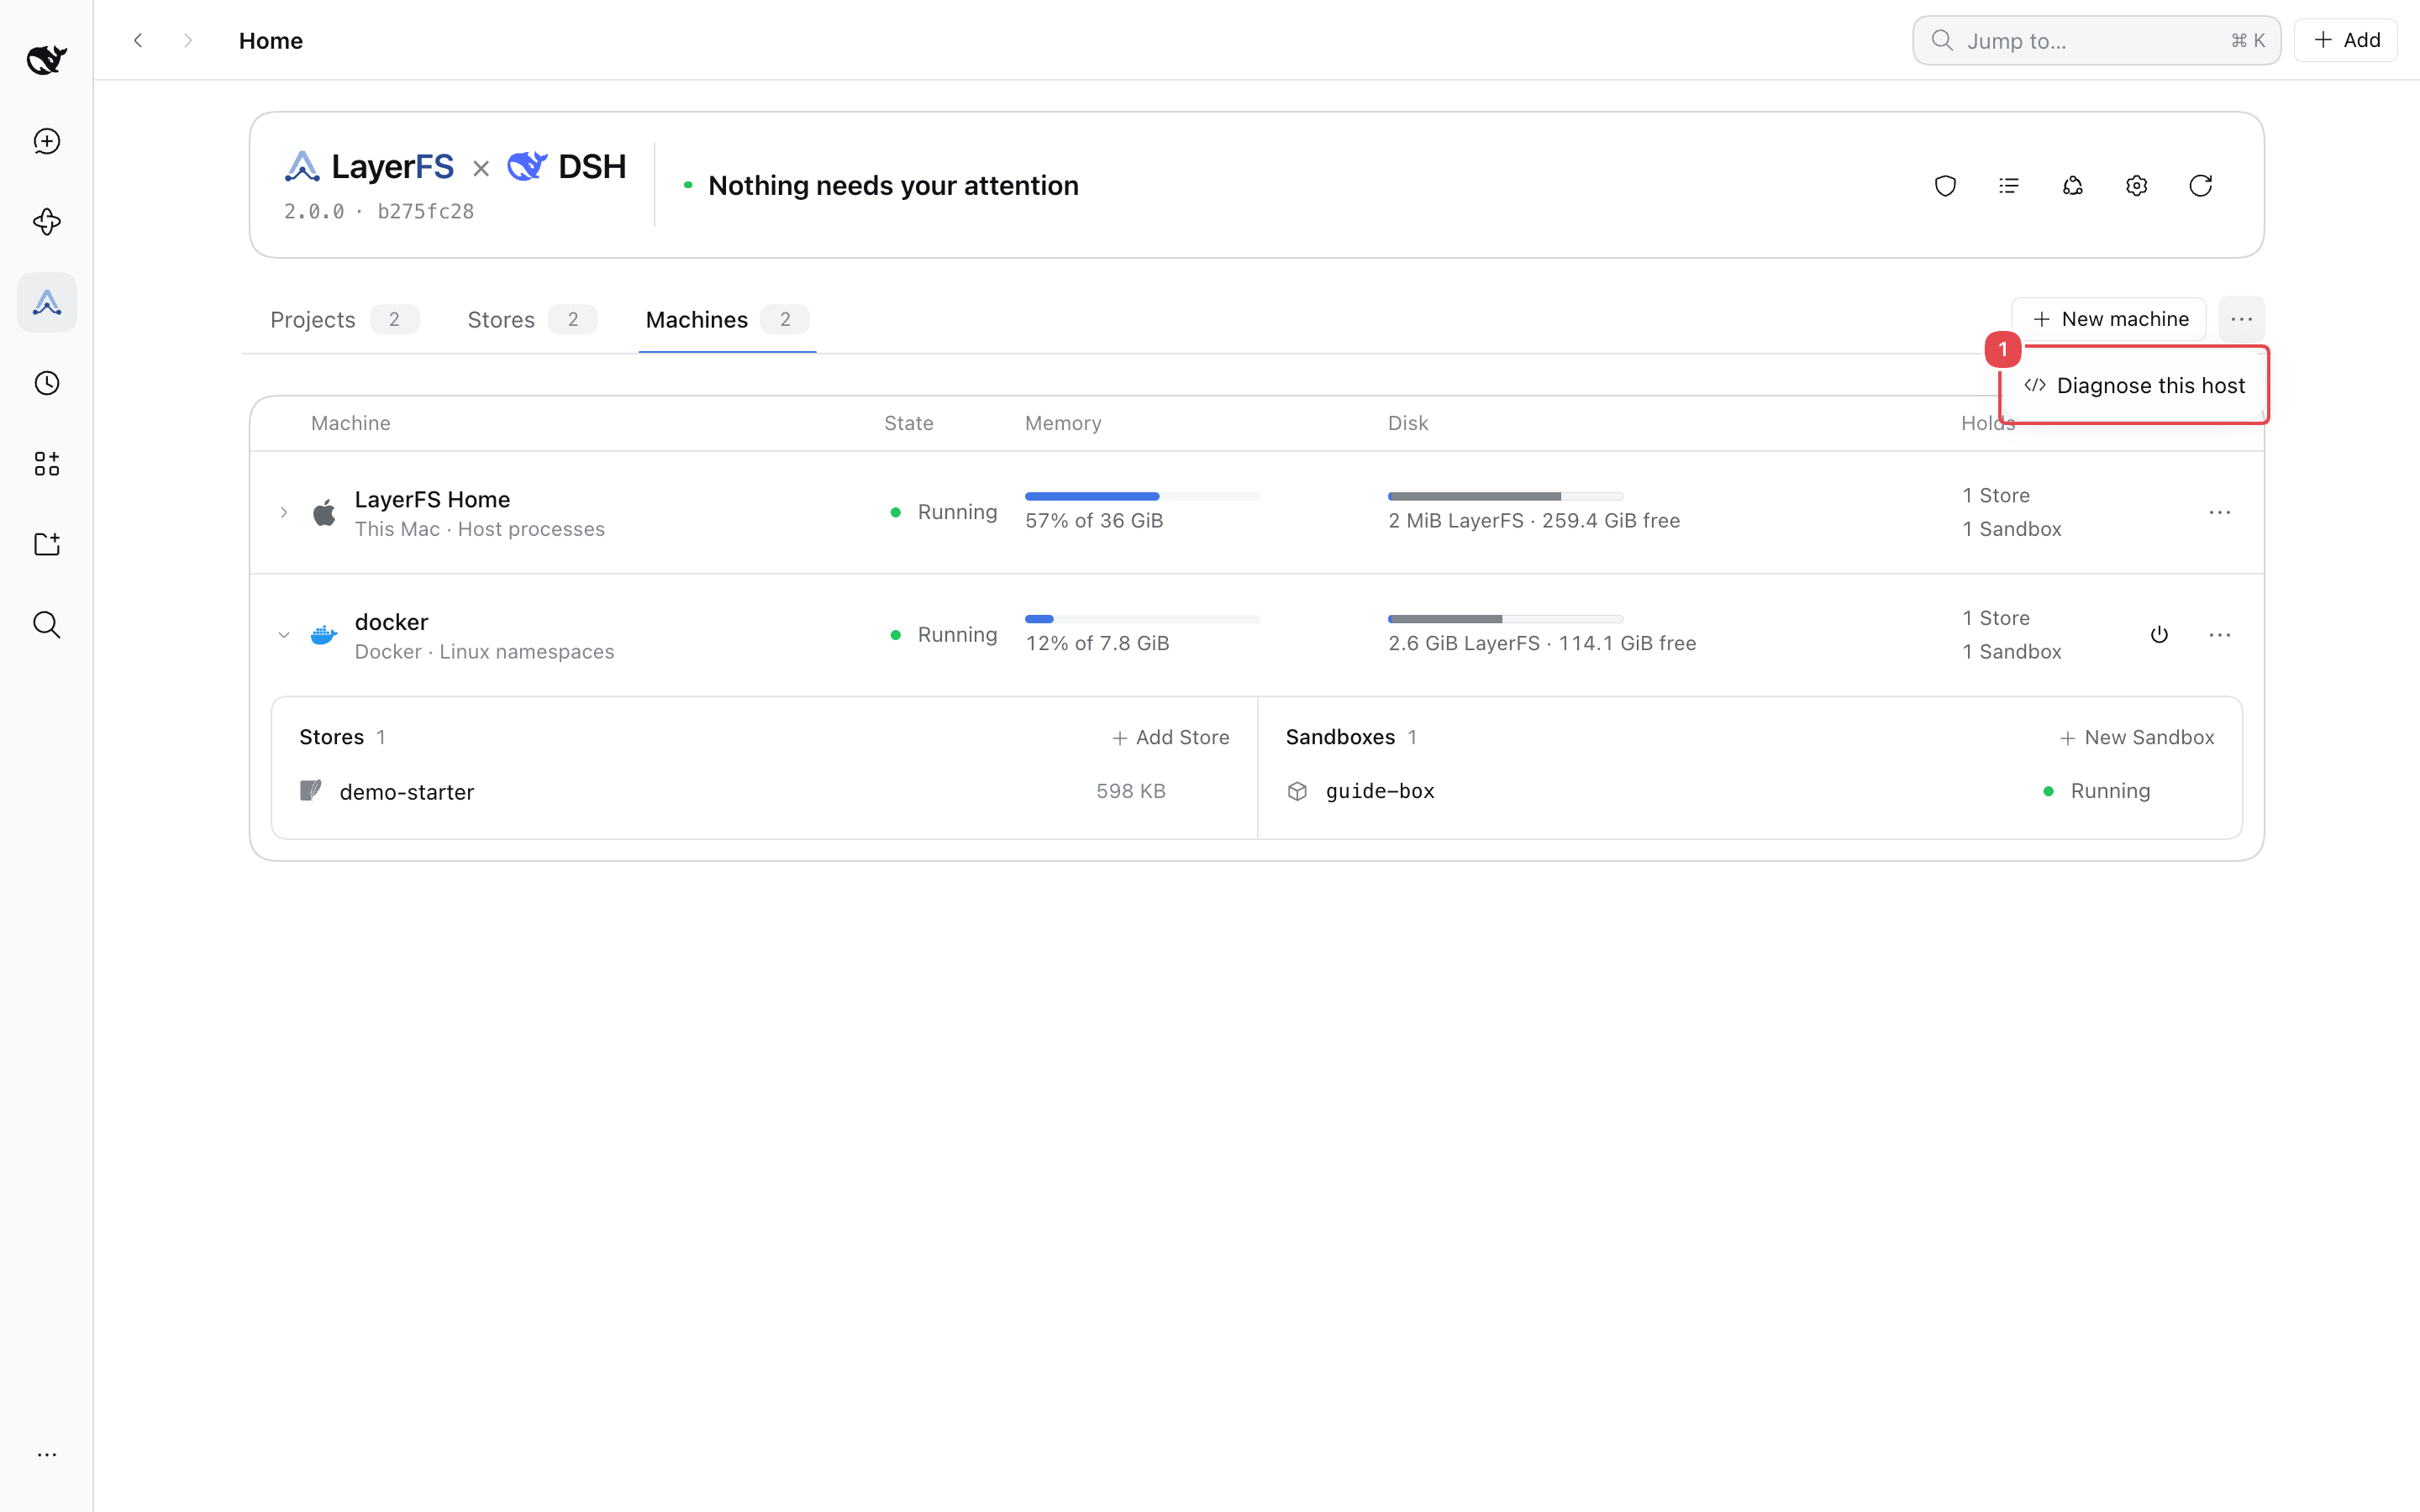 Home
Jump to...
⌘ K
Add
LayerFS × DSH
2.0.0 · b275fc28
Nothing needs your attention
Projects 2
Stores 2
Machines 2
New machine
1
Diagnose this host
Machine
State
Memory
Disk
Holds
LayerFS Home
This Mac · Host processes
Running
57% of 36 GiB
2 MiB LayerFS · 259.4 GiB free
1 Store
1 Sandbox
docker
Docker · Linux namespaces
Running
12% of 7.8 GiB
2.6 GiB LayerFS · 114.1 GiB free
1 Store
1 Sandbox
Stores 1
Add Store
demo-starter
598 KB
Sandboxes 1
New Sandbox
guide-box
Running